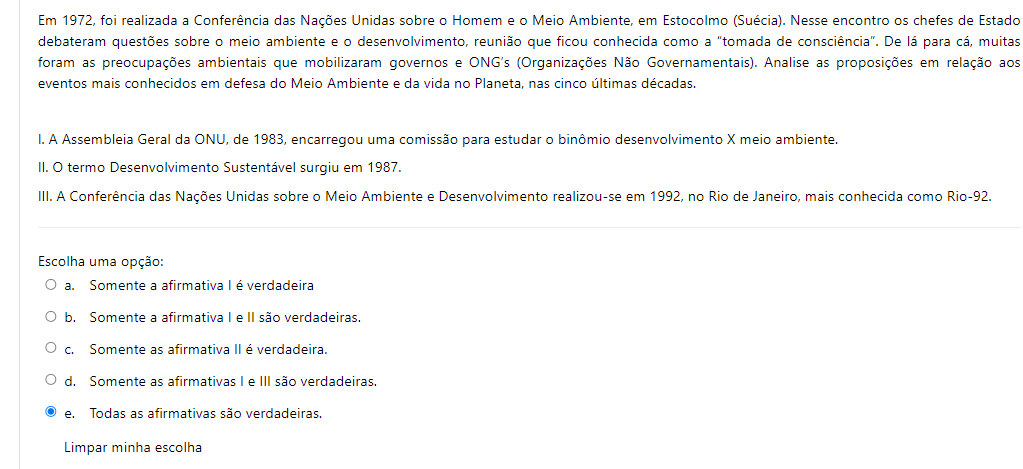 Em 1972, foi realizada a Conferência das Nações Unidas sobre o Homem e o Meio Ambiente, em Estocolmo (Suécia). Nesse encontro os chefes de Estado
debateram questões sobre o meio ambiente e o desenvolvimento, reunião que ficou conhecida como a "tomada de consciência". De lá para cá, muitas
foram as preocupações ambientais que mobilizaram governos e ONG's (Organizações Não Governamentais). Analise as proposições em relação aos
eventos mais conhecidos em defesa do Meio Ambiente e da vida no Planeta, nas cinco últimas décadas.
I. A Assembleia Geral da ONU, de 1983, encarregou uma comissão para estudar o binômio desenvolvimento X meio ambiente.
II. O termo Desenvolvimento Sustentável surgiu em 1987.
III. A Conferência das Nações Unidas sobre o Meio Ambiente e Desenvolvimento realizou-se em 1992, no Rio de Janeiro, mais conhecida como Rio-92.
Escolha uma opção:
a. Somente a afirmativa I é verdadeira
b. Somente a afirmativa I e II são verdadeiras.
c. Somente as afirmativa II é verdadeira.
d. Somente as afirmativas I e III são verdadeiras.
e. Todas as afirmativas são verdadeiras.
Limpar minha escolha